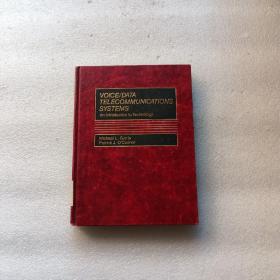 VOICE/DATA
TELECOMMUNICATIONS
SYSTEMS
An Introduction to Technology
Michael L. Gurrie
Patrick J. O'Connor